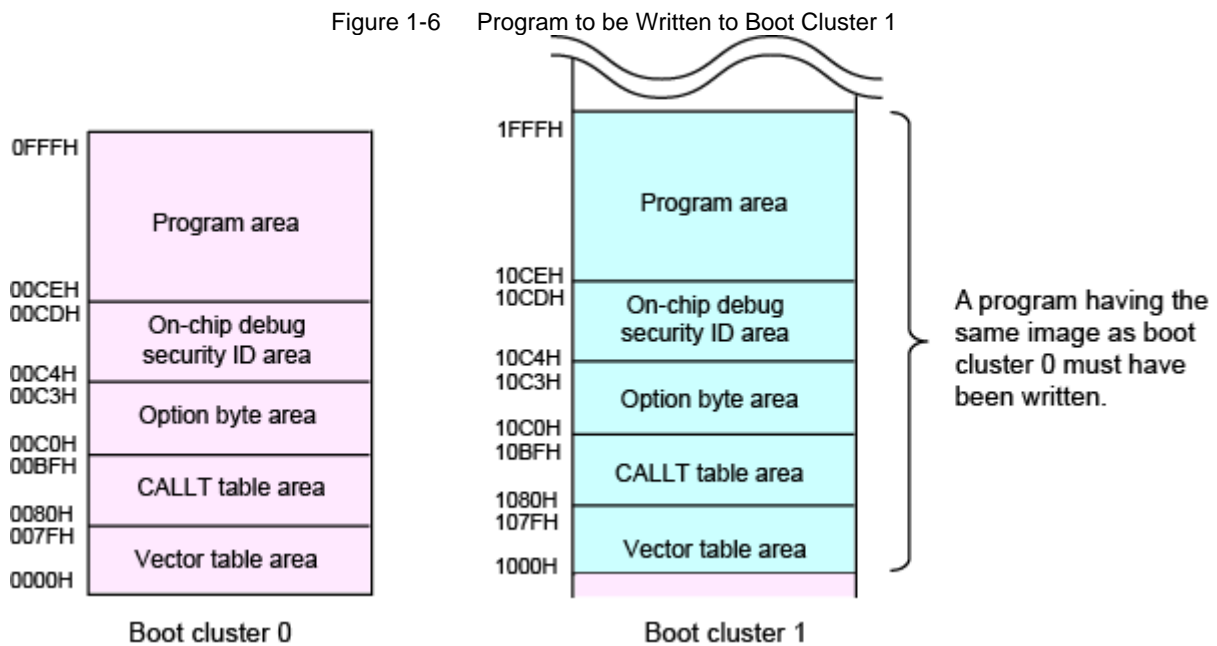 Figure 1-6 Program to be Written to Boot Cluster 1
0FFFH
Program area
00CEH
00CDH
On-chip debug
security ID area
00C4H
00C3H
Option byte area
00C0H
00BFH
CALLT table area
0080H
007FH
Vector table area
0000H
Boot cluster 0
1FFFH
Program area
10CEH
10CDH
On-chip debug
security ID area
10C4H
10C3H
Option byte area
10C0H
10BFH
CALLT table area
1080H
107FH
Vector table area
1000H
Boot cluster 1
A program having the
same image as boot
cluster 0 must have
been written.